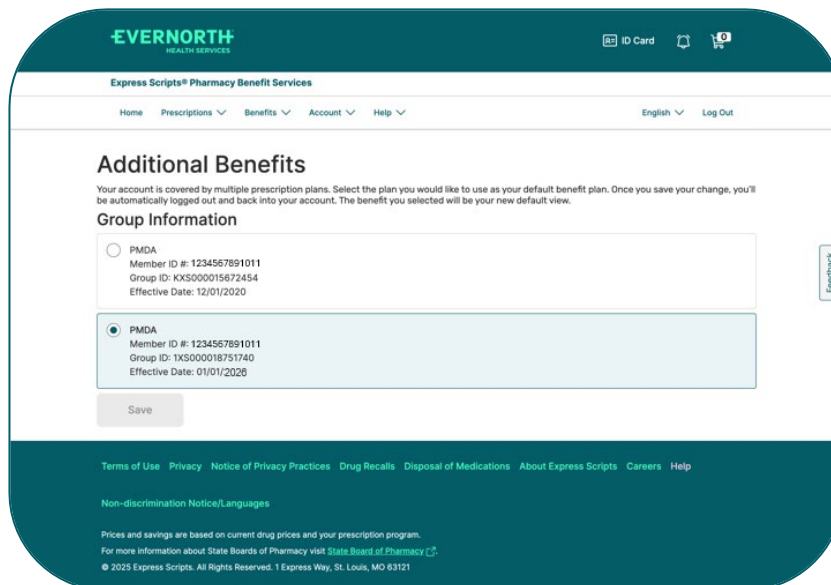 EVERNORTH
HEALTH SERVICES
ID Card
0
Express Scripts® Pharmacy Benefit Services
Home Prescriptions Benefits Account Help English Log Out
Additional Benefits
Your account is covered by multiple prescription plans. Select the plan you would like to use as your default benefit plan. Once you save your change, you'll
be automatically logged out and back into your account. The benefit you selected will be your new default view.
Group Information
PMDA
Member ID #: 1234567891011
Group ID: KXS000015672454
Effective Date: 12/01/2020
Feedback
PMDA
Member ID #: 1234567891011
Group ID: 1XS000018751740
Effective Date: 01/01/2026
Save
Terms of Use Privacy Notice of Privacy Practices Drug Recalls Disposal of Medications About Express Scripts Careers Help
Non-discrimination Notice/Languages
Prices and savings are based on current drug prices and your prescription program.
For more information about State Boards of Pharmacy visit State Board of Pharmacy.
© 2025 Express Scripts. All Rights Reserved. 1 Express Way, St. Louis, MO 63121